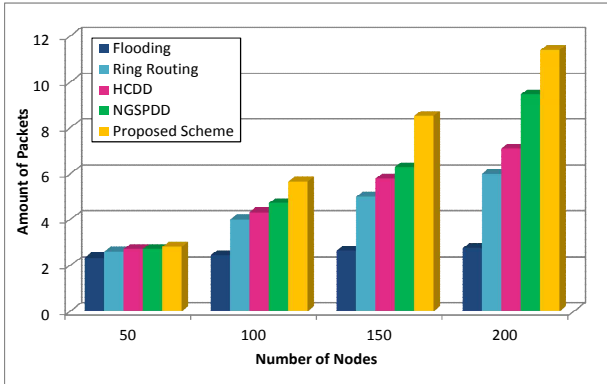 12
10
8
6
4
2
0
Amount of Packets
Flooding
Ring Routing
HCDD
NGSPDD
Proposed Scheme
50 100 150 200
Number of Nodes